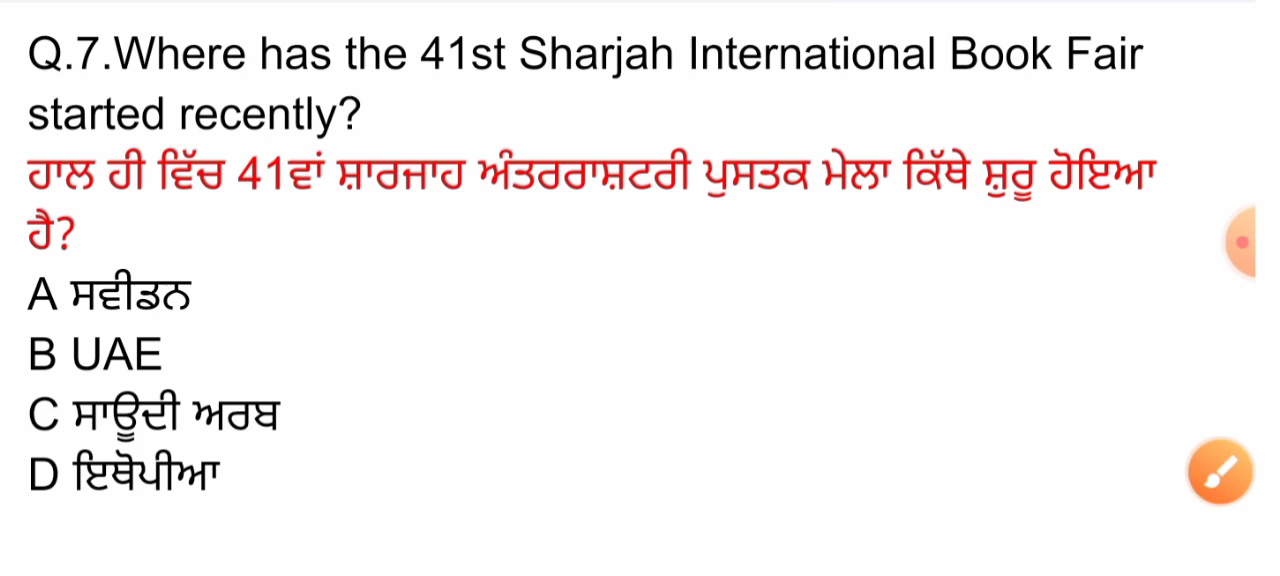 Q.7.Where has the 41st Sharjah International Book Fair
started recently?
ਹਾਲ ਹੀ ਵਿੱਚ 41ਵਾਂ ਸ਼ਾਰਜਾਹ ਅੰਤਰਰਾਸ਼ਟਰੀ ਪੁਸਤਕ ਮੇਲਾ ਕਿੱਥੇ ਸ਼ੁਰੂ ਹੋਇਆ
ਹੈ?
A ਸਵੀਡਨ
B UAE
C ਸਾਊਦੀ ਅਰਬ
D ਇਥੋਪੀਆ